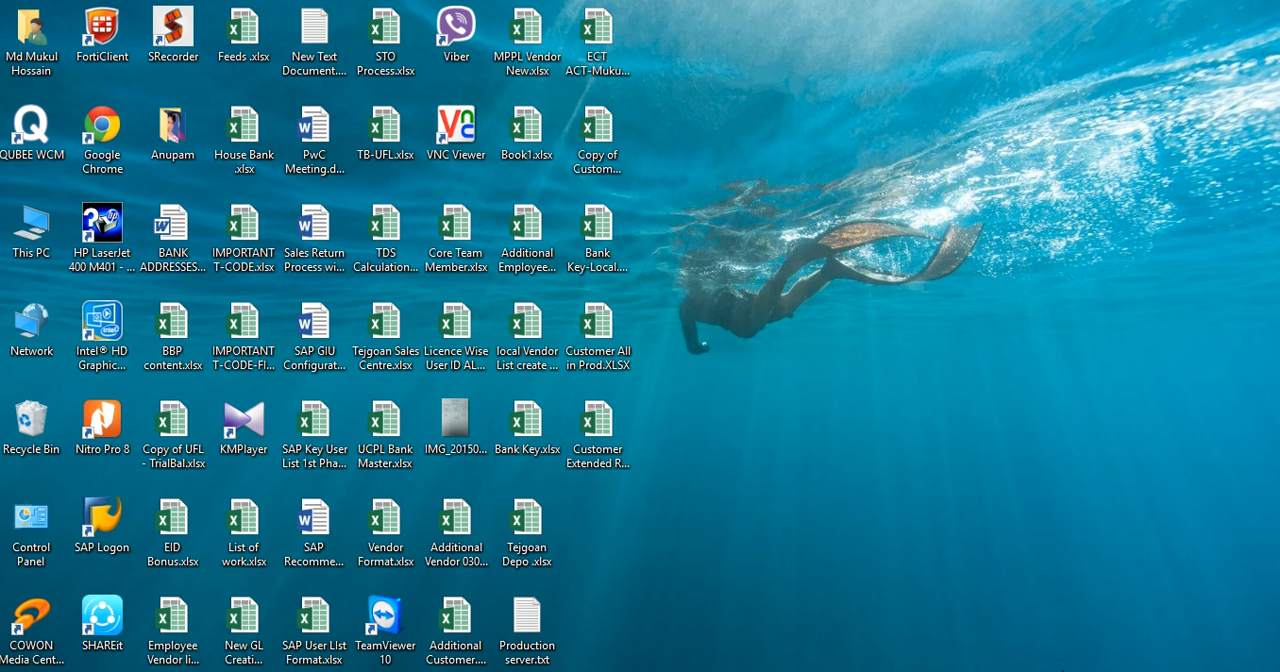 Md Mukul
Hossain
FortiClient
SRecorder
Feeds .xlsx
New Text
Document....
STO
Process.xlsx
Viber
MPPL Vendor
New.xlsx
ECT
ACT-Muku...
QUBEE WCM
Google
Chrome
Anupam
House Bank
.xlsx
PwC
Meeting.d...
TB-UFL.xlsx
VNC Viewer
Book1.xlsx
Copy of
Custom...
This PC
HP LaserJet
400 M401 - ...
BANK
ADDRESSES...
IMPORTANT
T-CODE.xlsx
Sales Return
Process wi...
TDS
Calculation...
Core Team
Member.xlsx
Additional
Employee...
Bank
Key-Local....
Network
Intel® HD
Graphic...
BBP
content.xlsx
IMPORTANT
T-CODE-FI...
SAP GIU
Configurat...
Tejgoan Sales
Centre.xlsx
Licence Wise
User ID AL...
local Vendor
List create ...
Customer All
in Prod.XLSX
Recycle Bin
Nitro Pro 8
Copy of UFL
- TrialBal.xlsx
KMPlayer
SAP Key User
List 1st Pha...
UCPL Bank
Master.xlsx
IMG_20150...
Bank Key.xlsx
Customer
Extended R...
Control
Panel
SAP Logon
EID
Bonus.xlsx
List of
work.xlsx
SAP
Recomme...
Vendor
Format.xlsx
Additional
Vendor 030...
Tejgoan
Depo .xlsx
COWON
Media Cent...
SHAREit
Employee
Vendor li...
New GL
Creati...
SAP User LIst
Format.xlsx
TeamViewer
10
Additional
Customer....
Production
server.txt